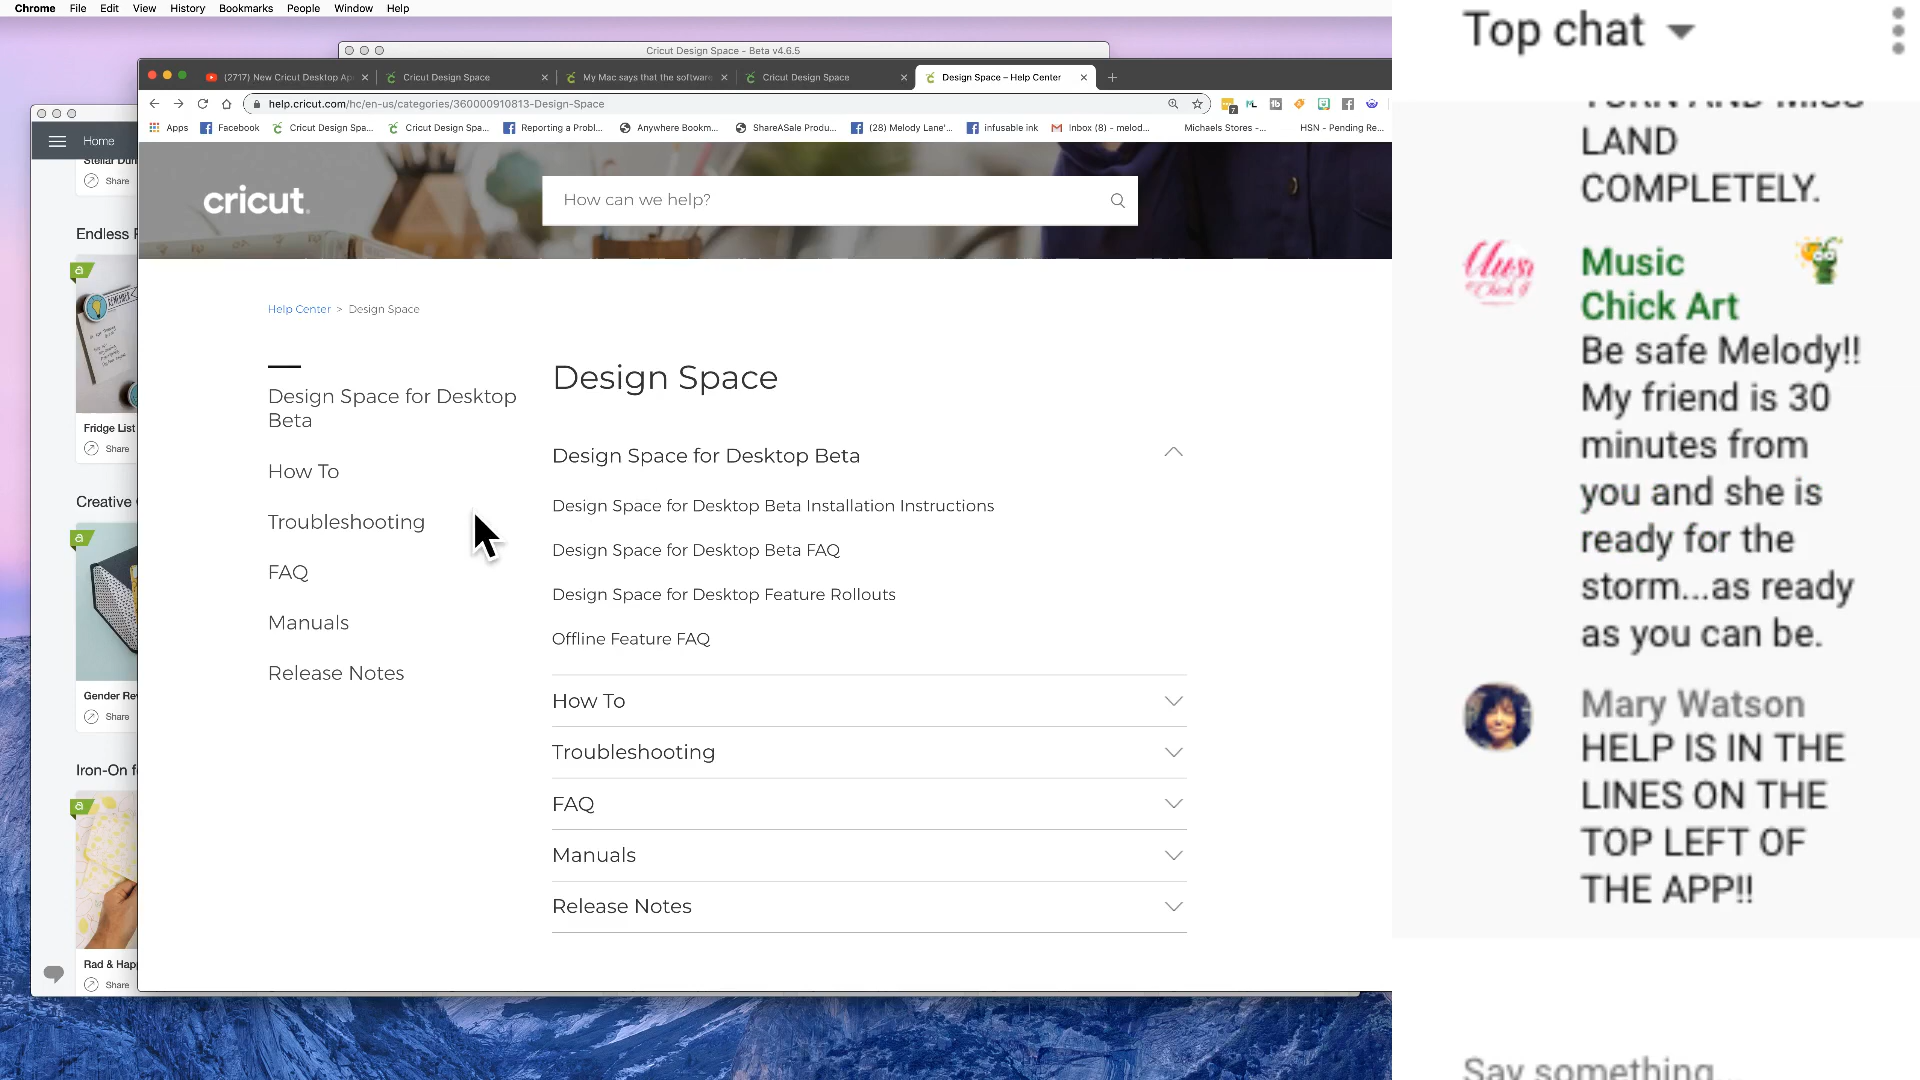 Chrome File Edit View History Bookmarks People Window Help
Cricut Design Space - Beta v4.6.5
(2717) New Cricut Desktop Ap
Cricut Design Space
My Mac says that the software
Cricut Design Space
Design Space – Help Center
help.cricut.com/hc/en-us/categories/360000910813-Design-Space
Apps
Facebook
Cricut Design Spa...
Cricut Design Spa...
Reporting a Probl...
Anywhere Bookm...
ShareASale Produ...
(28) Melody Lane'...
infusable ink
Inbox (8) - melod...
Michaels Stores -...
HSN - Pending Re...
Home
Share
Endless
a
Fridge List
Share
Creative
a
Gender Re
Share
Iron-On f
a
Rad & Hap
Share
cricut
How can we help?
Help Center > Design Space
Design Space for Desktop
Beta
How To
Troubleshooting
FAQ
Manuals
Release Notes
Design Space
Design Space for Desktop Beta
Design Space for Desktop Beta Installation Instructions
Design Space for Desktop Beta FAQ
Design Space for Desktop Feature Rollouts
Offline Feature FAQ
How To
Troubleshooting
FAQ
Manuals
Release Notes
Top chat
TURN AND MISS
LAND
COMPLETELY.
Music
Chick Art
Be safe Melody!!
My friend is 30
minutes from
you and she is
ready for the
storm...as ready
as you can be.
Mary Watson
HELP IS IN THE
LINES ON THE
TOP LEFT OF
THE APP!!
Say something...